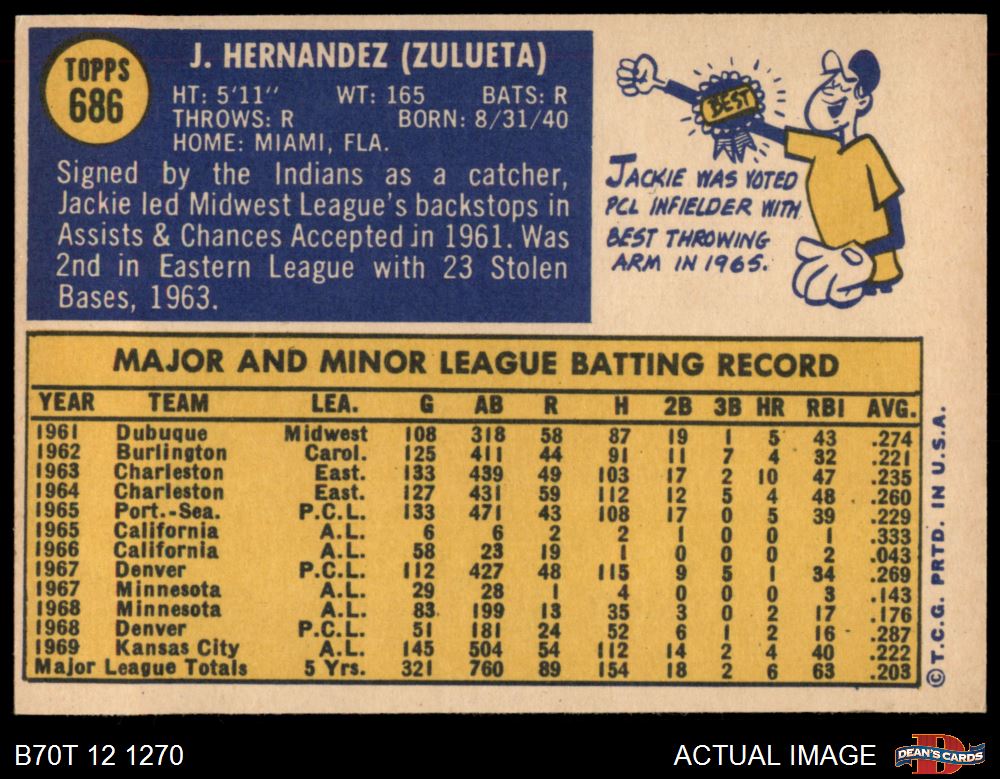 TOPPS
686
J. HERNANDEZ (ZULUETA)
HT: 5'11" WT: 165 BATS: R
THROWS: R BORN: 8/31/40
HOME: MIAMI, FLA.
Signed by the Indians as a catcher,
Jackie led Midwest League's backstops in
Assists & Chances Accepted in 1961. Was
2nd in Eastern League with 23 Stolen
Bases, 1963.
BEST
JACKIE WAS VOTED
PCL INFIELDER WITH
BEST THROWING
ARM IN 1965.
MAJOR AND MINOR LEAGUE BATTING RECORD
YEAR TEAM LEA. G AB R H 2B 3B HR RBI AVG.
1961 Dubuque Midwest 108 318 58 87 19 1 5 43 .274
1962 Burlington Carol. 125 411 44 91 11 7 4 32 .221
1963 Charleston East. 133 439 49 103 17 2 10 47 .235
1964 Charleston East. 127 431 59 112 12 5 4 48 .260
1965 Port.-Sea. P.C.L. 133 471 43 108 17 0 5 39 .229
1965 California A.L. 6 6 2 2 1 0 0 1 .333
1966 California A.L. 58 23 19 1 0 0 0 2 .043
1967 Denver P.C.L. 112 427 48 115 9 5 1 34 .269
1967 Minnesota A.L. 29 28 1 4 0 0 0 3 .143
1968 Minnesota A.L. 83 199 13 35 3 0 2 17 .176
1968 Denver P.C.L. 51 181 24 52 6 1 2 16 .287
1969 Kansas City A.L. 145 504 54 112 14 2 4 40 .222
Major League Totals 5 Yrs. 321 760 89 154 18 2 6 63 .203
© T.C.G. PRTD. IN U.S.A.
B70T 12 1270 ACTUAL IMAGE
DEAN'S CARDS